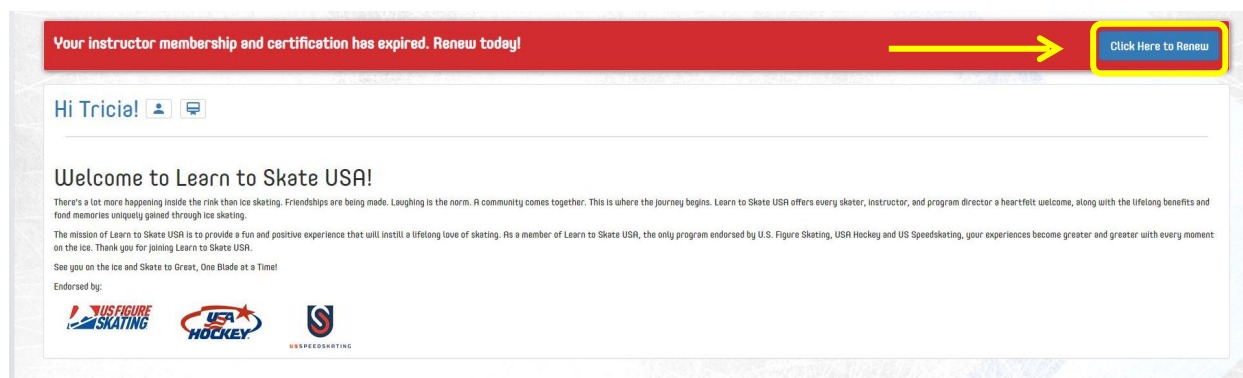 Your instructor membership and certification has expired. Renew today!
Click Here to Renew
Hi Tricia!
Welcome to Learn to Skate USA!
There's a lot more happening inside the rink than ice skating. Friendships are being made. Laughing is the norm. A community comes together. This is where the journey begins. Learn to Skate USA offers every skater, instructor, and program director a heartfelt welcome, along with the lifelong benefits and
fond memories uniquely gained through ice skating.
The mission of Learn to Skate USA is to provide a fun and positive experience that will instill a lifelong love of skating. As a member of Learn to Skate USA, the only program endorsed by U.S. Figure Skating, USA Hockey and US Speedskating, your experiences become greater and greater with every moment
on the ice. Thank you for joining Learn to Skate USA.
See you on the ice and Skate to Great, One Blade at a Time!
Endorsed by:
US FIGURE
SKATING
USA
HOCKEY
US SPEEDSKATING